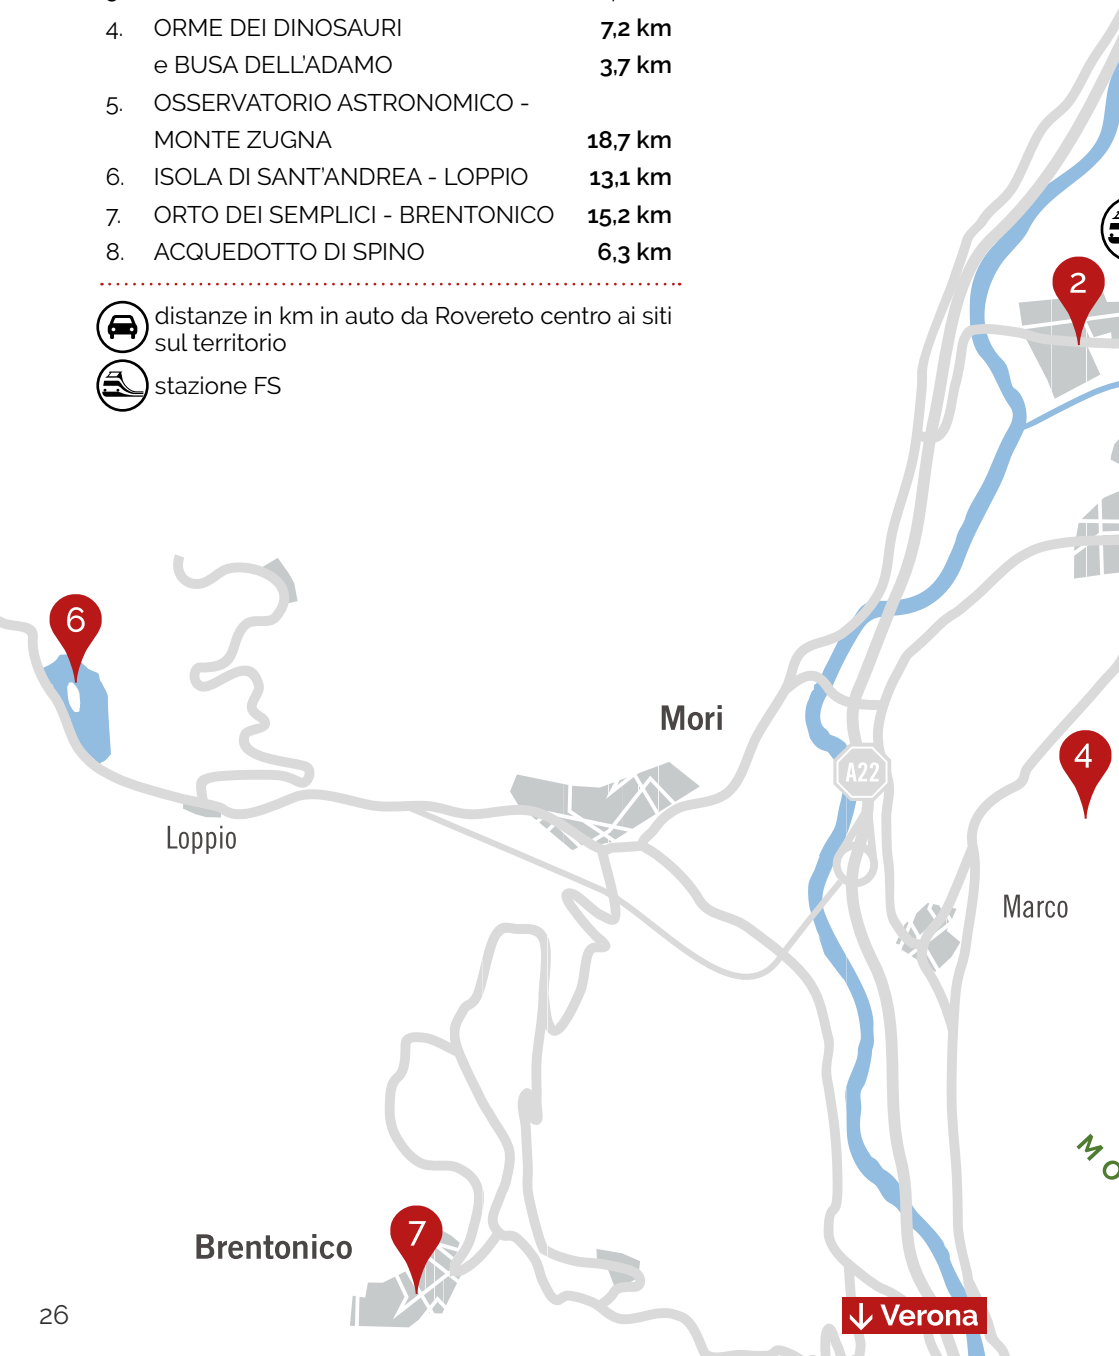 4. ORME DEI DINOSAURI 7,2 km
e BUSA DELL'ADAMO 3,7 km
5. OSSERVATORIO ASTRONOMICO -
MONTE ZUGNA 18,7 km
6. ISOLA DI SANT'ANDREA - LOPPIO 13,1 km
7. ORTO DEI SEMPLICI - BRENTONICO 15,2 km
8. ACQUEDOTTO DI SPINO 6,3 km
distanze in km in auto da Rovereto centro ai siti
sul territorio
stazione FS
2
6
Mori
4
A22
Loppio
Marco
MO
7
Brentonico
26
↓ Verona